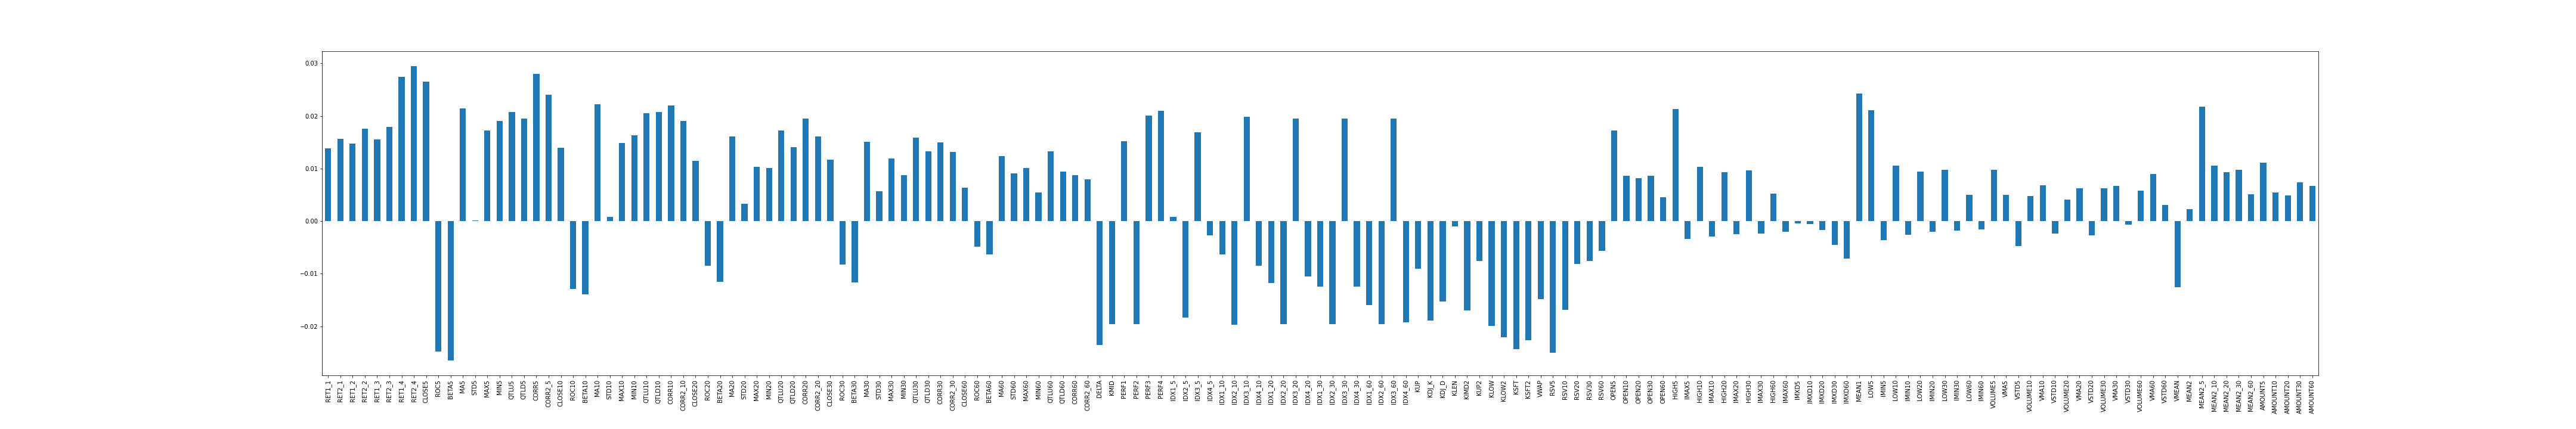 0.03
0.02
0.01
0.00
−0.01
−0.02
RET1_1
RET2_1
RET1_2
RET2_2
RET1_3
RET2_3
RET1_4
RET2_4
CLOSE5
ROC5
BETA5
MA5
STD5
MAX5
MIN5
QTLU5
QTLD5
CORR5
CORR2_5
CLOSE10
ROC10
BETA10
MA10
STD10
MAX10
MIN10
QTLU10
QTLD10
CORR10
CORR2_10
CLOSE20
ROC20
BETA20
MA20
STD20
MAX20
MIN20
QTLU20
QTLD20
CORR20
CORR2_20
CLOSE30
ROC30
BETA30
MA30
STD30
MAX30
MIN30
QTLU30
QTLD30
CORR30
CORR2_30
CLOSE60
ROC60
BETA60
MA60
STD60
MAX60
MIN60
QTLU60
QTLD60
CORR60
CORR2_60
DELTA
KMID
PERF1
PERF2
PERF3
PERF4
IDX1_5
IDX2_5
IDX3_5
IDX4_5
IDX1_10
IDX2_10
IDX3_10
IDX4_10
IDX1_20
IDX2_20
IDX3_20
IDX4_20
IDX1_30
IDX2_30
IDX3_30
IDX4_30
IDX1_60
IDX2_60
IDX3_60
IDX4_60
KUP
KDJ_K
KDJ_D
KLEN
KIMD2
KUP2
KLOW
KLOW2
KSFT
KSFT2
VWAP
RSV5
RSV10
RSV20
RSV30
RSV60
OPEN5
OPEN10
OPEN20
OPEN30
OPEN60
HIGH5
IMAX5
HIGH10
IMAX10
HIGH20
IMAX20
HIGH30
IMAX30
HIGH60
IMAX60
IMXD5
IMXD10
IMXD20
IMXD30
IMXD60
MEAN1
LOW5
IMIN5
LOW10
IMIN10
LOW20
IMIN20
LOW30
IMIN30
LOW60
IMIN60
VOLUME5
VMA5
VSTD5
VOLUME10
VMA10
VSTD10
VOLUME20
VMA20
VSTD20
VOLUME30
VMA30
VSTD30
VOLUME60
VMA60
VSTD60
VMEAN
MEAN2
MEAN2_5
MEAN2_10
MEAN2_20
MEAN2_30
MEAN2_60
AMOUNT5
AMOUNT10
AMOUNT20
AMOUNT30
AMOUNT60